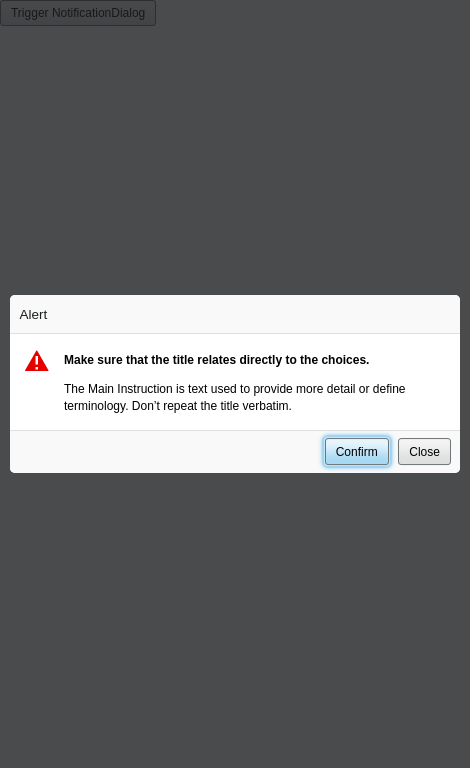 Trigger NotificationDialog
Alert
Make sure that the title relates directly to the choices.
The Main Instruction is text used to provide more detail or define
terminology. Don’t repeat the title verbatim.
Confirm Close